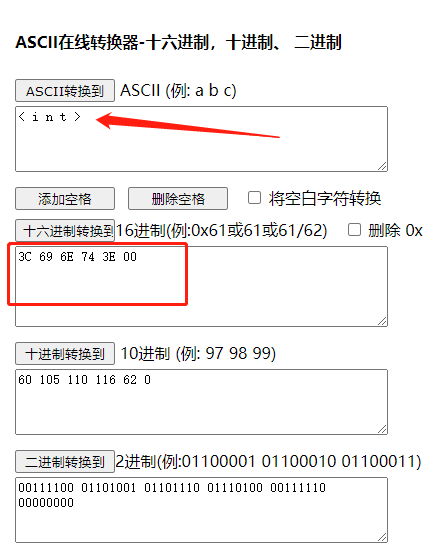 ASCII在线转换器-十六进制，十进制、 二进制
ASCII转换到 ASCII (例: a b c)
< i n t >
添加空格 删除空格 将空白字符转换
十六进制转换到 16进制(例:0x61或61或61/62) 删除 0x
3C 69 6E 74 3E 00
十进制转换到 10进制 (例: 97 98 99)
60 105 110 116 62 0
二进制转换到 2进制(例:01100001 01100010 01100011)
00111100 01101001 01101110 01110100 00111110
00000000